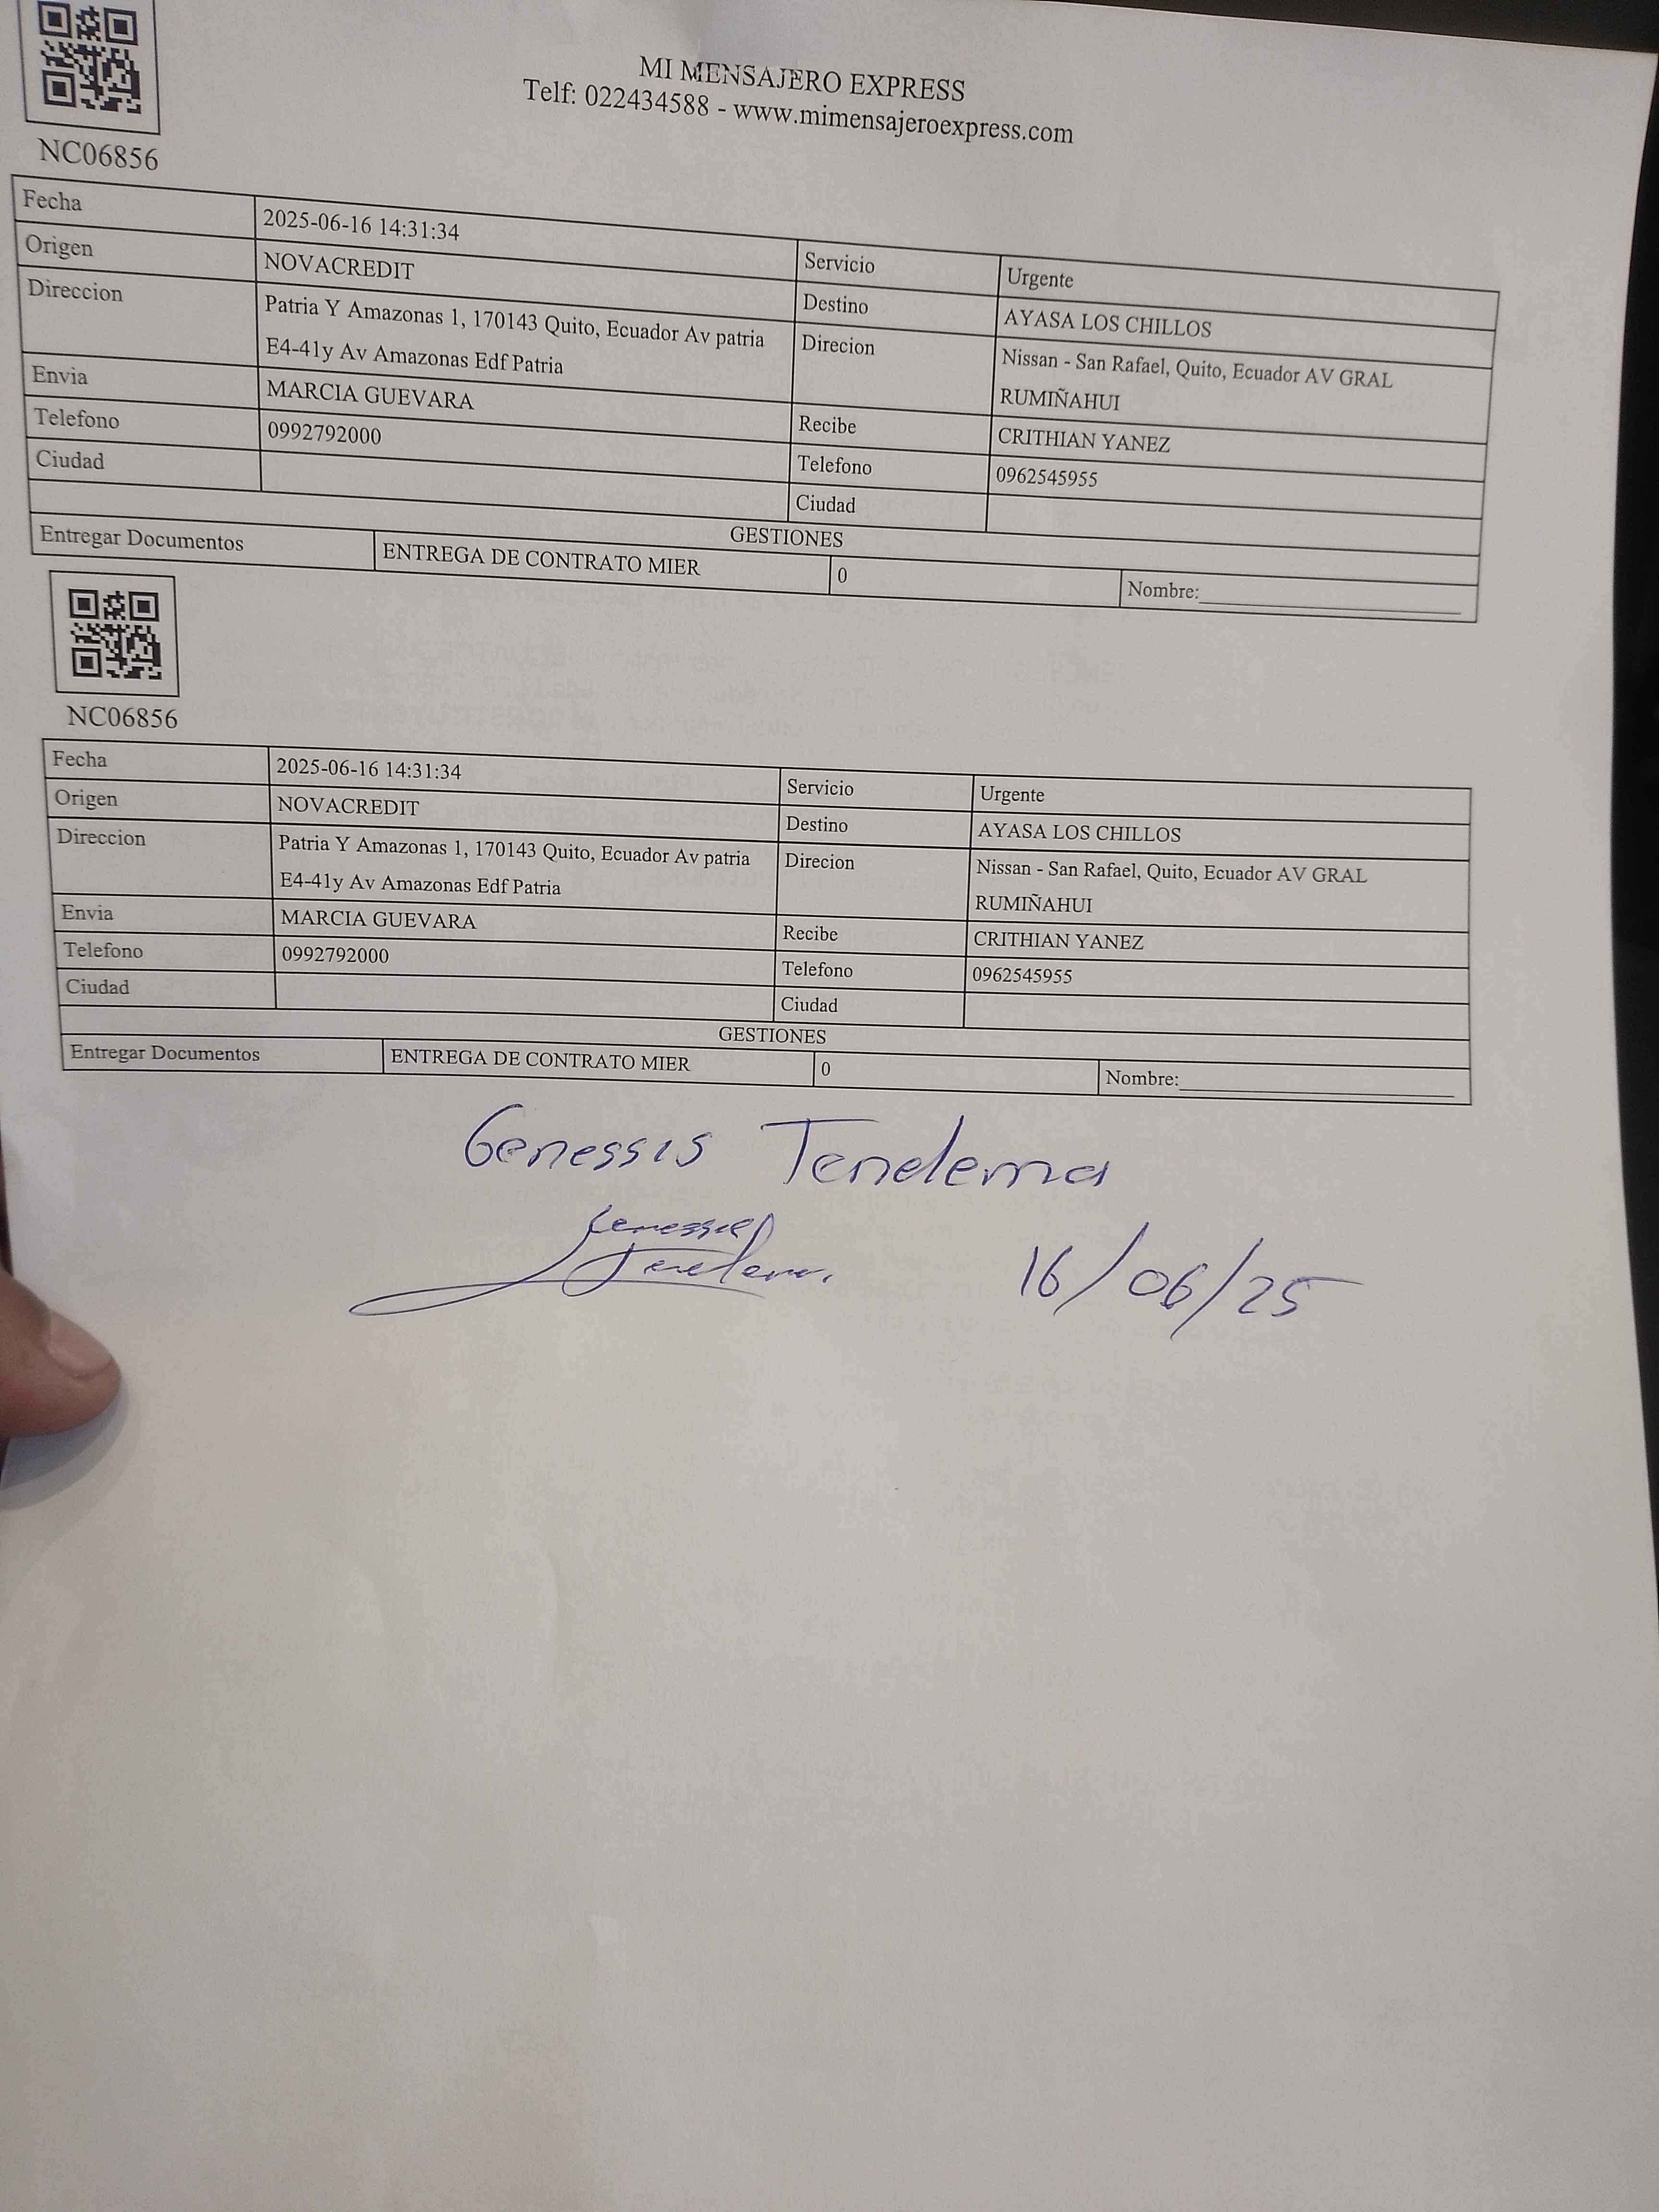 MI MENSAJERO EXPRESS
Telf: 022434588 - www.mimensajeroexpress.com
NC06856
Fecha 2025-06-16 14:31:34 Servicio Urgente
Origen NOVACREDIT Destino AYASA LOS CHILLOS
Direccion Patria Y Amazonas 1, 170143 Quito, Ecuador Av patria Direcion Nissan - San Rafael, Quito, Ecuador AV GRAL
E4-41y Av Amazonas Edf Patria RUMIÑAHUI
Envia MARCIA GUEVARA Recibe CRITHIAN YANEZ
Telefono 0992792000 Telefono 0962545955
Ciudad Ciudad
GESTIONES
Entregar Documentos ENTREGA DE CONTRATO MIER 0 Nombre:
NC06856
Fecha 2025-06-16 14:31:34 Servicio Urgente
Origen NOVACREDIT Destino AYASA LOS CHILLOS
Direccion Patria Y Amazonas 1, 170143 Quito, Ecuador Av patria Direcion Nissan - San Rafael, Quito, Ecuador AV GRAL
E4-41y Av Amazonas Edf Patria RUMIÑAHUI
Envia MARCIA GUEVARA Recibe CRITHIAN YANEZ
Telefono 0992792000 Telefono 0962545955
Ciudad Ciudad
GESTIONES
Entregar Documentos ENTREGA DE CONTRATO MIER 0 Nombre:
Genessis Tendema
16/06/25